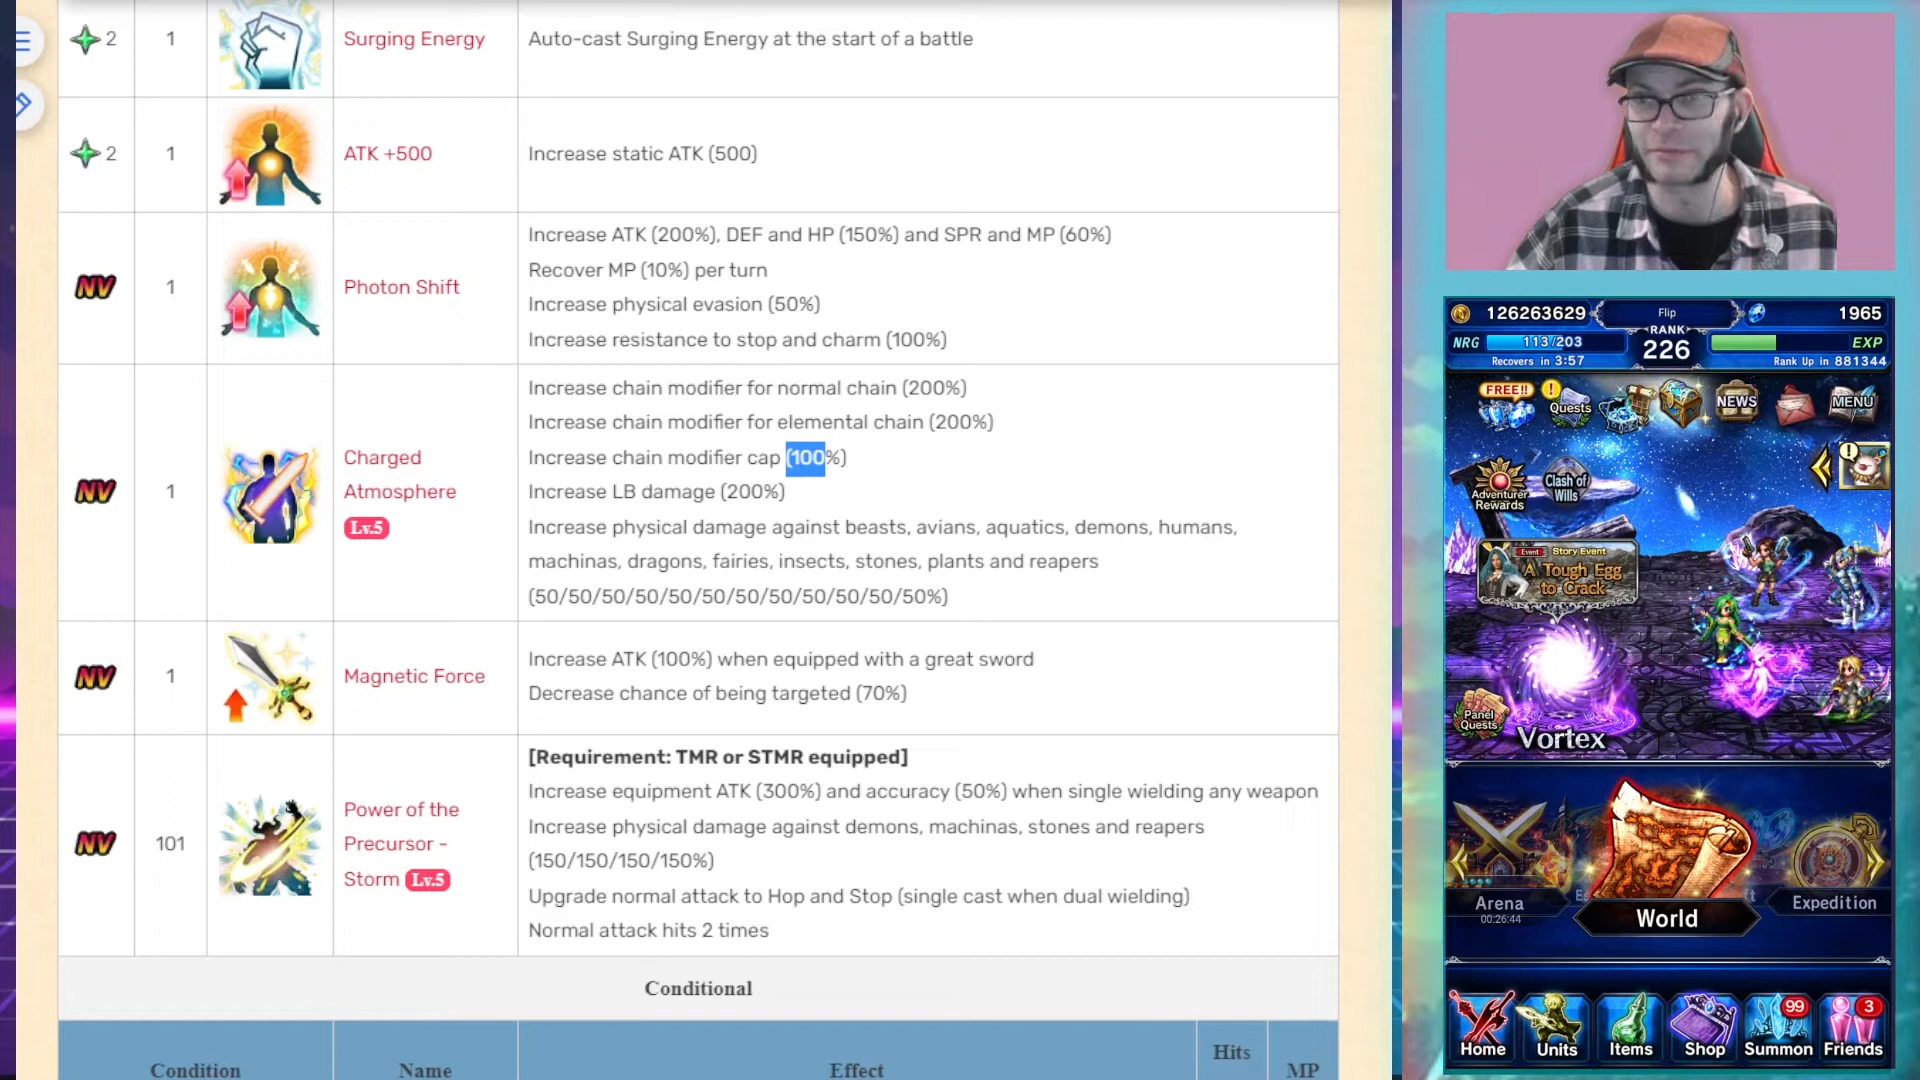 2
1
Surging Energy
Auto-cast Surging Energy at the start of a battle
2
1
ATK +500
Increase static ATK (500)
NV
1
Photon Shift
Increase ATK (200%), DEF and HP (150%) and SPR and MP (60%)
Recover MP (10%) per turn
Increase physical evasion (50%)
Increase resistance to stop and charm (100%)
NV
1
Charged
Atmosphere
Lv.5
Increase chain modifier for normal chain (200%)
Increase chain modifier for elemental chain (200%)
Increase chain modifier cap (100%)
Increase LB damage (200%)
Increase physical damage against beasts, avians, aquatics, demons, humans,
machinas, dragons, fairies, insects, stones, plants and reapers
(50/50/50/50/50/50/50/50/50/50/50/50%)
NV
1
Magnetic Force
Increase ATK (100%) when equipped with a great sword
Decrease chance of being targeted (70%)
NV
101
Power of the
Precursor -
Storm Lv.5
[Requirement: TMR or STMR equipped]
Increase equipment ATK (300%) and accuracy (50%) when single wielding any weapon
Increase physical damage against demons, machinas, stones and reapers
(150/150/150/150%)
Upgrade normal attack to Hop and Stop (single cast when dual wielding)
Normal attack hits 2 times
Conditional
Condition
Name
Effect
Hits
MP
126263629
Flip
1965
NRG
113/203
RANK
226
EXP
Recovers in 3:57
Rank Up in 881344
FREE!!
Quests
NEWS
MENU
Adventurer
Rewards
Clash of
Wills
Event
Story Event
A Tough Egg
to Crack
Panel
Quests
Vortex
Arena
00:26:44
World
Expedition
Home
Units
Items
Shop
99
Summon
3
Friends